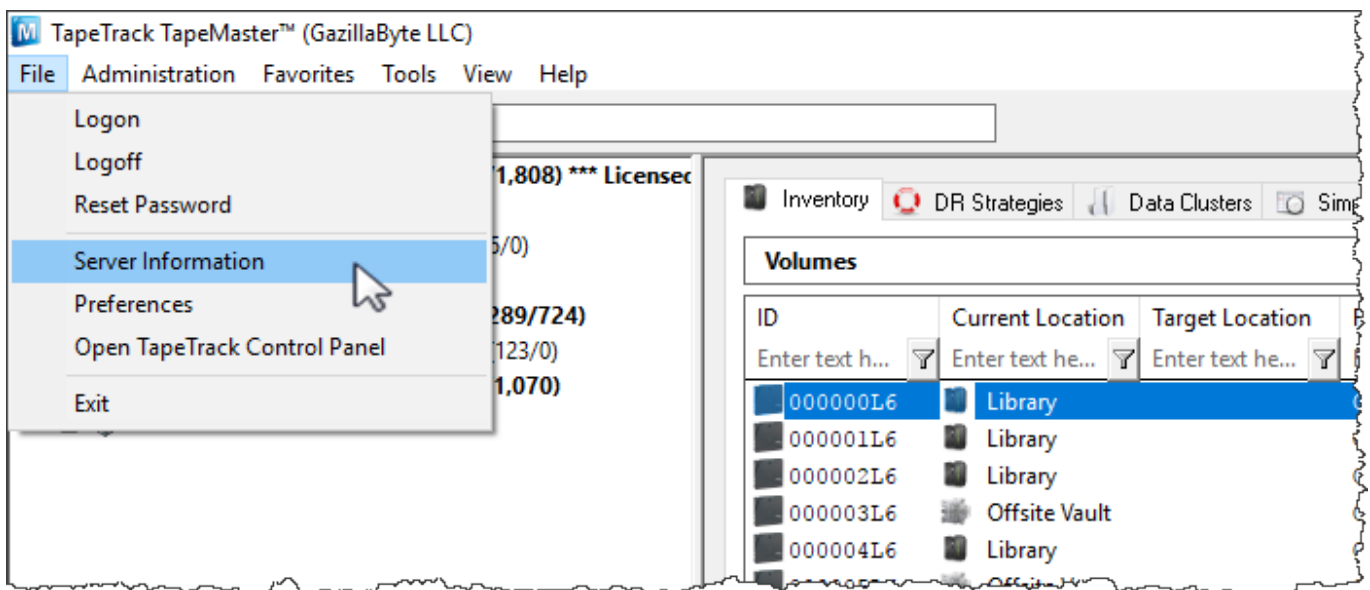 TapeTrack TapeMaster™ (GazillaByte LLC)
File Administration Favorites Tools View Help
Logon
Logoff
Reset Password
Server Information
Preferences
Open TapeTrack Control Panel
Exit
1,808) *** Licensed
5/0)
289/724)
(123/0)
1,070)
Inventory DR Strategies Data Clusters
Volumes
ID Current Location Target Location
Enter text h... Enter text he... Enter text he...
000000L6 Library
000001L6 Library
000002L6 Library
000003L6 Offsite Vault
000004L6 Library